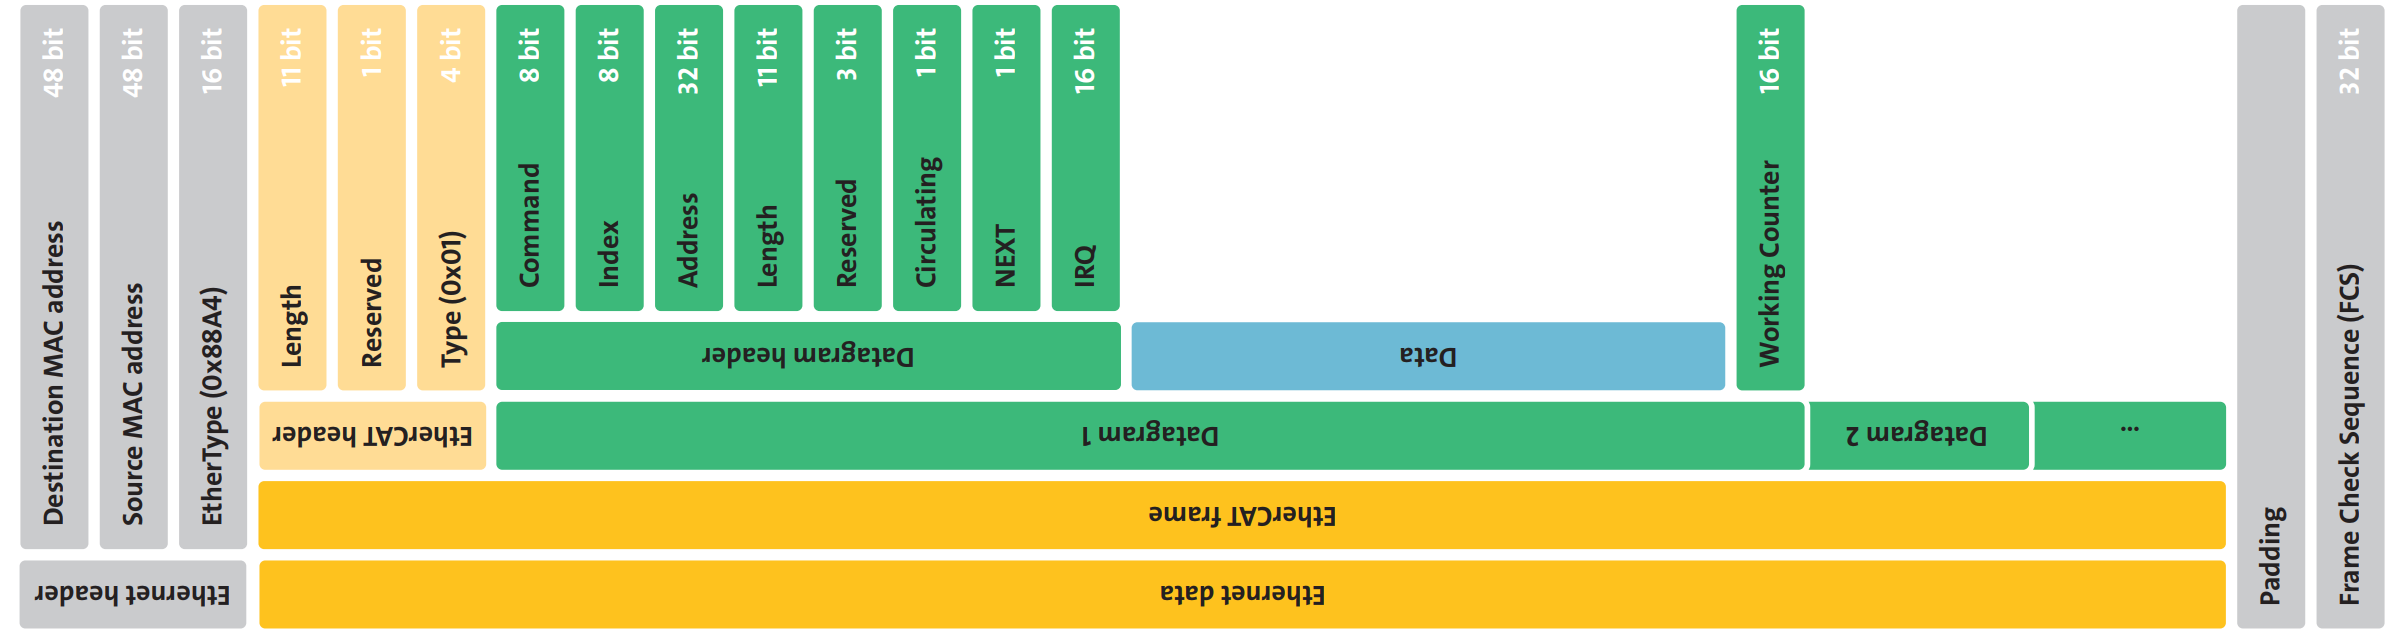 Ethernet header
Ethernet data
EtherCAT frame
EtherCAT header
Datagram 1
Datagram 2
...
Datagram header
Data
Destination MAC address 48 bit
Source MAC address 48 bit
EtherType (0x88A4) 16 bit
Length 11 bit
Reserved 1 bit
Type (0x01) 4 bit
Command 8 bit
Index 8 bit
Address 32 bit
Length 11 bit
Reserved 3 bit
Circulating 1 bit
NEXT 1 bit
IRQ 16 bit
Working Counter 16 bit
Padding
Frame Check Sequence (FCS) 32 bit